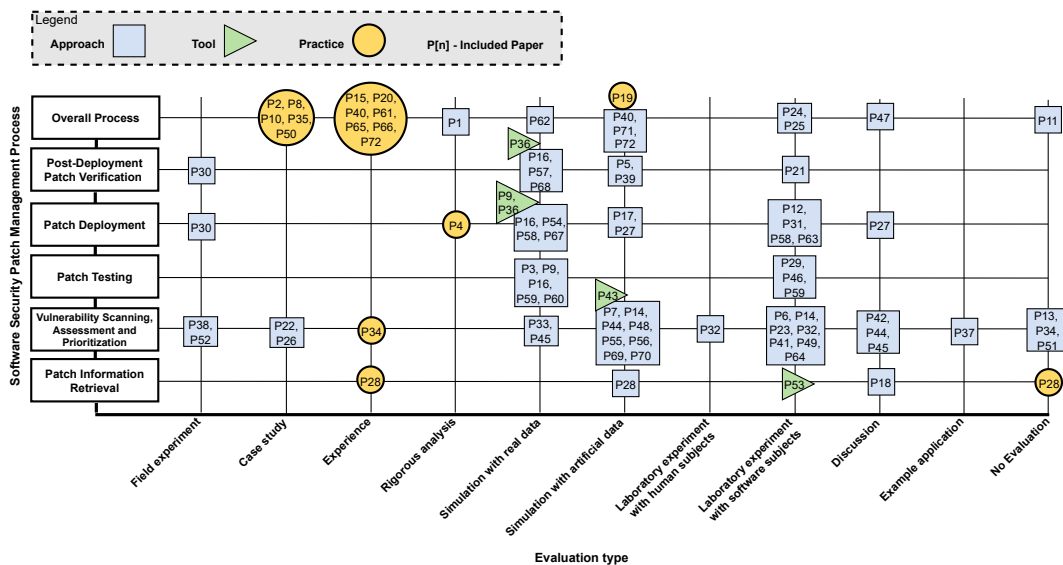 Legend
Approach
Tool
Practice
P[n] - Included Paper
Software Security Patch Management Process
Overall Process
P2, P8,
P10, P35,
P50
P15, P20,
P40, P61,
P65, P66,
P72
P1
P62
P19
P40,
P71,
P72
P24,
P25
P47
P11
Post-Deployment
Patch Verification
P30
P36
P16,
P57,
P68
P5,
P39
P21
Patch Deployment
P30
P4
P9,
P36
P16, P54,
P58, P67
P17,
P27
P12,
P31,
P58, P63
P27
Patch Testing
P3, P9,
P16,
P59, P60
P29,
P46,
P59
Vulnerability Scanning,
Assessment and
Prioritization
P38,
P52
P22,
P26
P34
P33,
P45
P43
P7, P14,
P44, P48,
P55, P56,
P69, P70
P32
P6, P14,
P23, P32,
P41, P49,
P64
P42,
P44,
P45
P37
P13,
P34,
P51
Patch Information
Retrieval
P28
P28
P53
P18
P28
Field experiment
Case study
Experience
Rigorous analysis
Simulation with real data
Simulation with artificial data
Laboratory experiment
with human subjects
Laboratory experiment
with software subjects
Discussion
Example application
No Evaluation
Evaluation type